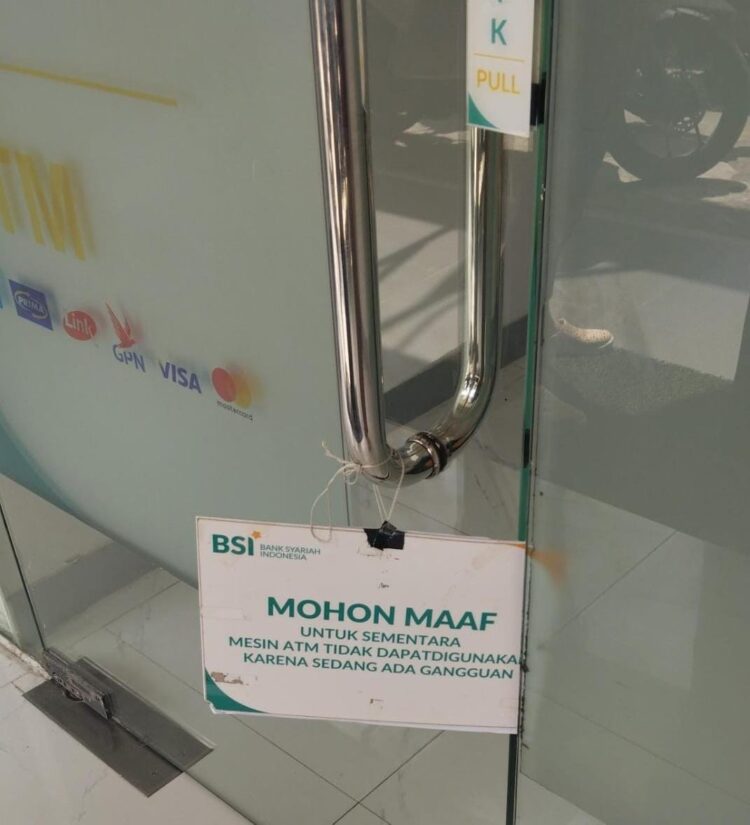 K
PULL
ATM
PRIMA
Link
GPN
VISA
mastercard
BSI BANK SYARIAH
INDONESIA
MOHON MAAF
UNTUK SEMENTARA
MESIN ATM TIDAK DAPATDIGUNAKA
KARENA SEDANG ADA GANGGUAN